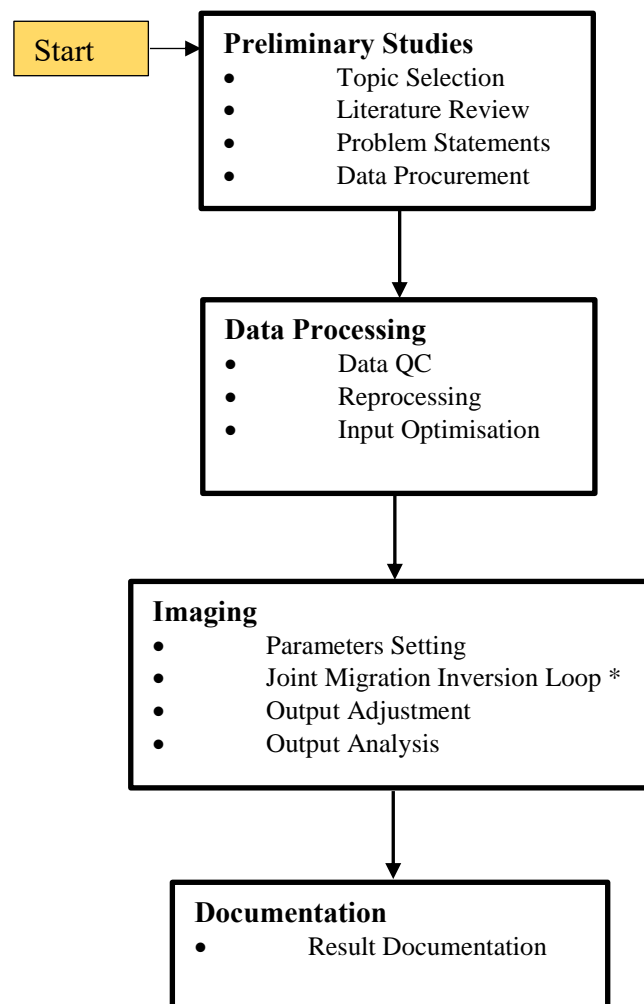 Start
Preliminary Studies
• Topic Selection
• Literature Review
• Problem Statements
• Data Procurement
Data Processing
• Data QC
• Reprocessing
• Input Optimisation
Imaging
• Parameters Setting
• Joint Migration Inversion Loop *
• Output Adjustment
• Output Analysis
Documentation
• Result Documentation